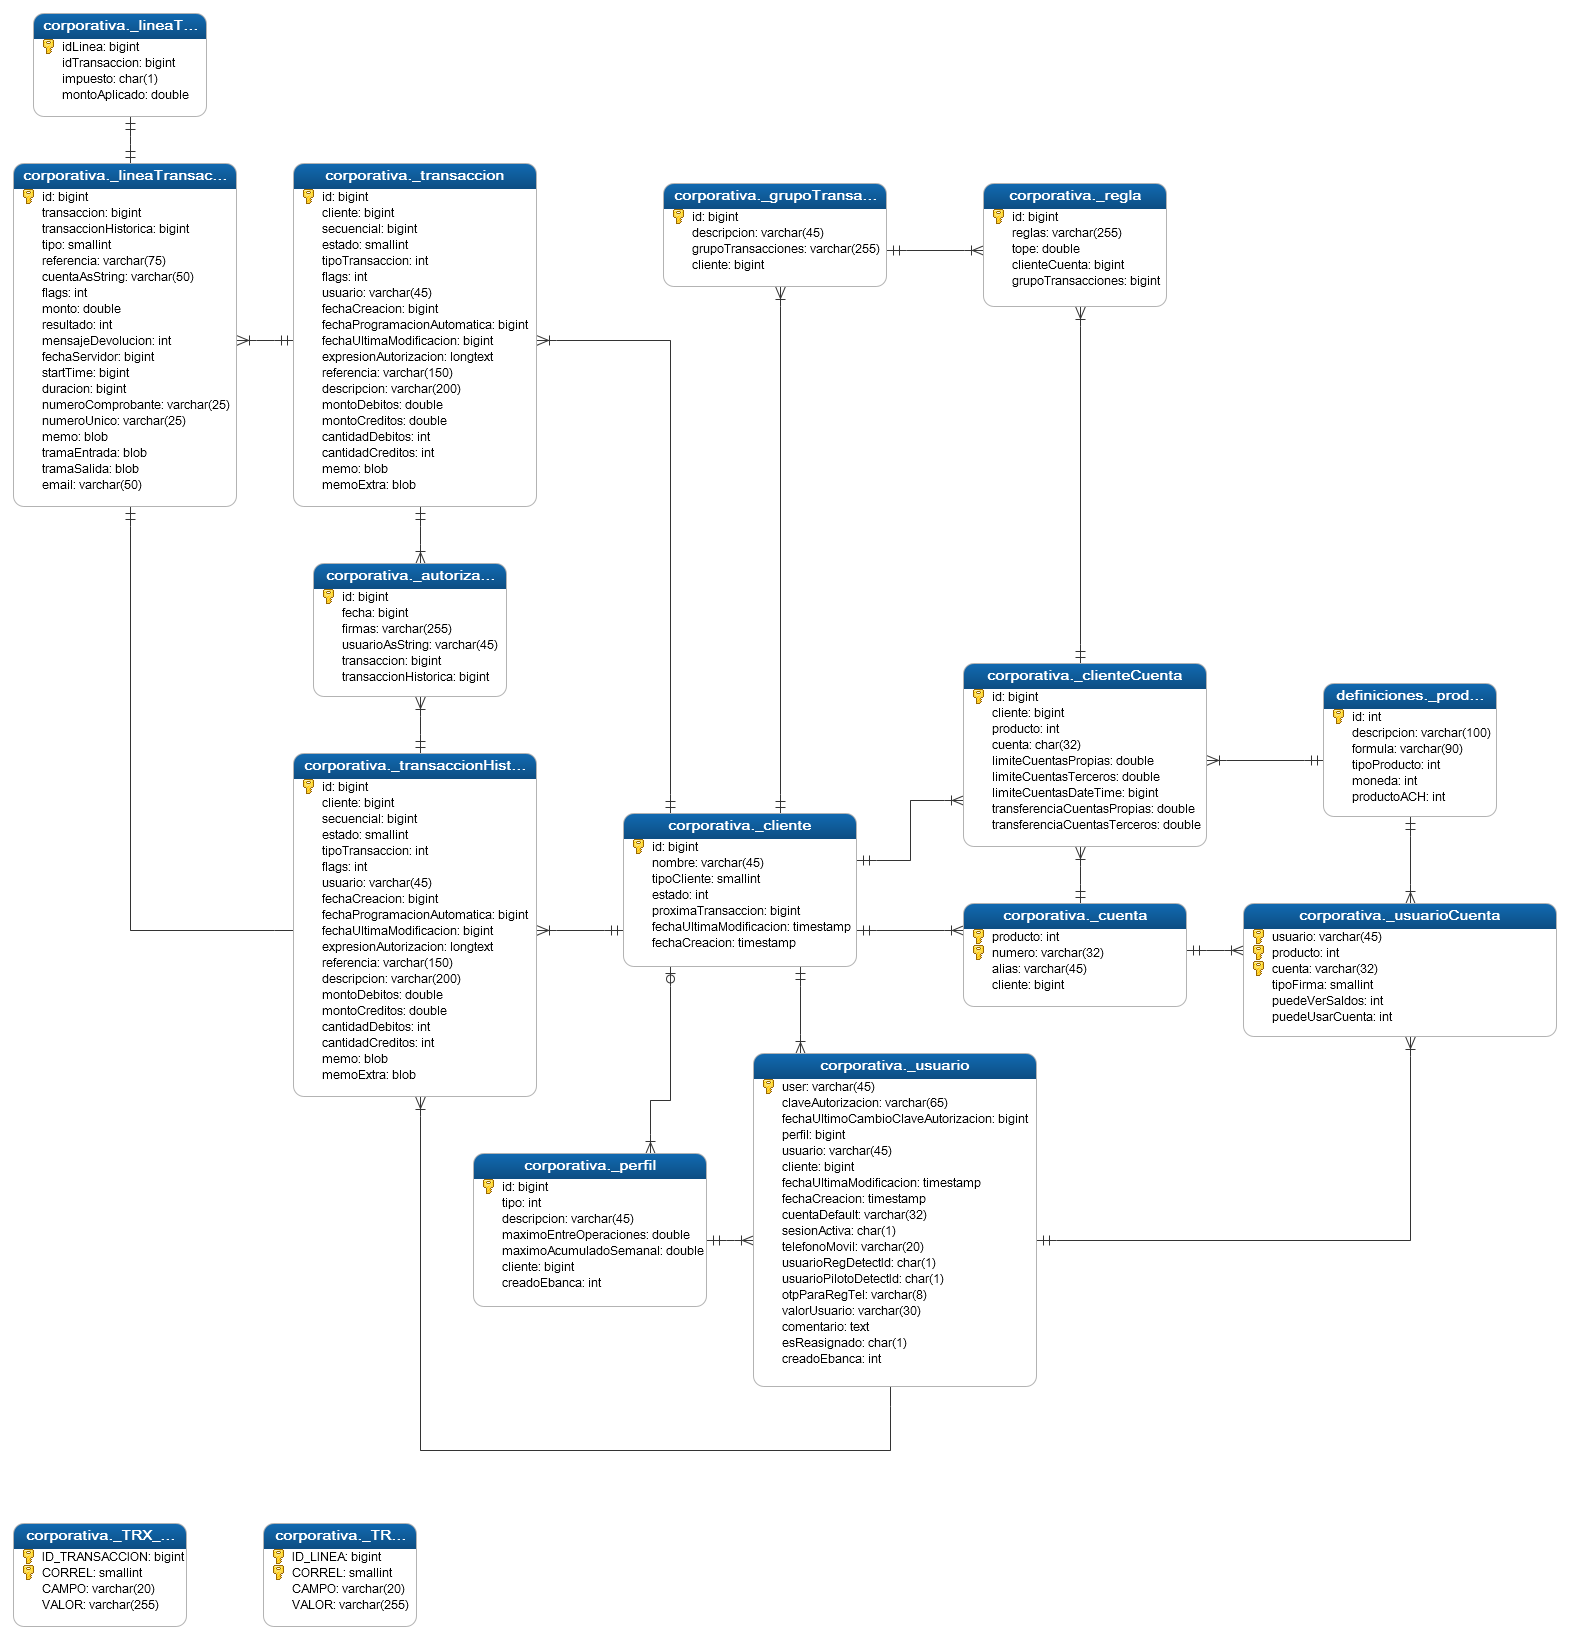 corporativa._lineaT...
idLinea: bigint
idTransaccion: bigint
impuesto: char(1)
montoAplicado: double
corporativa._lineaTransac...
id: bigint
transaccion: bigint
transaccionHistorica: bigint
tipo: smallint
referencia: varchar(75)
cuentaAsString: varchar(50)
flags: int
monto: double
resultado: int
mensajeDevolucion: int
fechaServidor: bigint
startTime: bigint
duracion: bigint
numeroComprobante: varchar(25)
numeroUnico: varchar(25)
memo: blob
tramaEntrada: blob
tramaSalida: blob
email: varchar(50)
corporativa._transaccion
id: bigint
cliente: bigint
secuencial: bigint
estado: smallint
tipoTransaccion: int
flags: int
usuario: varchar(45)
fechaCreacion: bigint
fechaProgramacionAutomatica: bigint
fechaUltimaModificacion: bigint
expresionAutorizacion: longtext
referencia: varchar(150)
descripcion: varchar(200)
montoDebitos: double
montoCreditos: double
cantidadDebitos: int
cantidadCreditos: int
memo: blob
memoExtra: blob
corporativa._grupoTransa...
id: bigint
descripcion: varchar(45)
grupoTransacciones: varchar(255)
cliente: bigint
corporativa._regla
id: bigint
reglas: varchar(255)
tope: double
clienteCuenta: bigint
grupoTransacciones: bigint
corporativa._autoriza...
id: bigint
fecha: bigint
firmas: varchar(255)
usuarioAsString: varchar(45)
transaccion: bigint
transaccionHistorica: bigint
corporativa._clienteCuenta
id: bigint
cliente: bigint
producto: int
cuenta: char(32)
limiteCuentasPropias: double
limiteCuentasTerceros: double
limiteCuentasDateTime: bigint
transferenciaCuentasPropias: double
transferenciaCuentasTerceros: double
definiciones._prod...
id: int
descripcion: varchar(100)
formula: varchar(90)
tipoProducto: int
moneda: int
productoACH: int
corporativa._transaccionHist...
id: bigint
cliente: bigint
secuencial: bigint
estado: smallint
tipoTransaccion: int
flags: int
usuario: varchar(45)
fechaCreacion: bigint
fechaProgramacionAutomatica: bigint
fechaUltimaModificacion: bigint
expresionAutorizacion: longtext
referencia: varchar(150)
descripcion: varchar(200)
montoDebitos: double
montoCreditos: double
cantidadDebitos: int
cantidadCreditos: int
memo: blob
memoExtra: blob
corporativa._cliente
id: bigint
nombre: varchar(45)
tipoCliente: smallint
estado: int
proximaTransaccion: bigint
fechaUltimaModificacion: timestamp
fechaCreacion: timestamp
corporativa._cuenta
producto: int
numero: varchar(32)
alias: varchar(45)
cliente: bigint
corporativa._usuarioCuenta
usuario: varchar(45)
producto: int
cuenta: varchar(32)
tipoFirma: smallint
puedeVerSaldos: int
puedeUsarCuenta: int
corporativa._usuario
user: varchar(45)
claveAutorizacion: varchar(65)
fechaUltimoCambioClaveAutorizacion: bigint
perfil: bigint
usuario: varchar(45)
cliente: bigint
fechaUltimaModificacion: timestamp
fechaCreacion: timestamp
cuentaDefault: varchar(32)
sesionActiva: char(1)
telefonoMovil: varchar(20)
usuarioRegDetectId: char(1)
usuarioPilotoDetectId: char(1)
otpParaRegTel: varchar(8)
valorUsuario: varchar(30)
comentario: text
esReasignado: char(1)
creadoEbanca: int
corporativa._perfil
id: bigint
tipo: int
descripcion: varchar(45)
maximoEntreOperaciones: double
maximoAcumuladoSemanal: double
cliente: bigint
creadoEbanca: int
corporativa._TRX_...
ID_TRANSACCION: bigint
CORREL: smallint
CAMPO: varchar(20)
VALOR: varchar(255)
corporativa._TR...
ID_LINEA: bigint
CORREL: smallint
CAMPO: varchar(20)
VALOR: varchar(255)